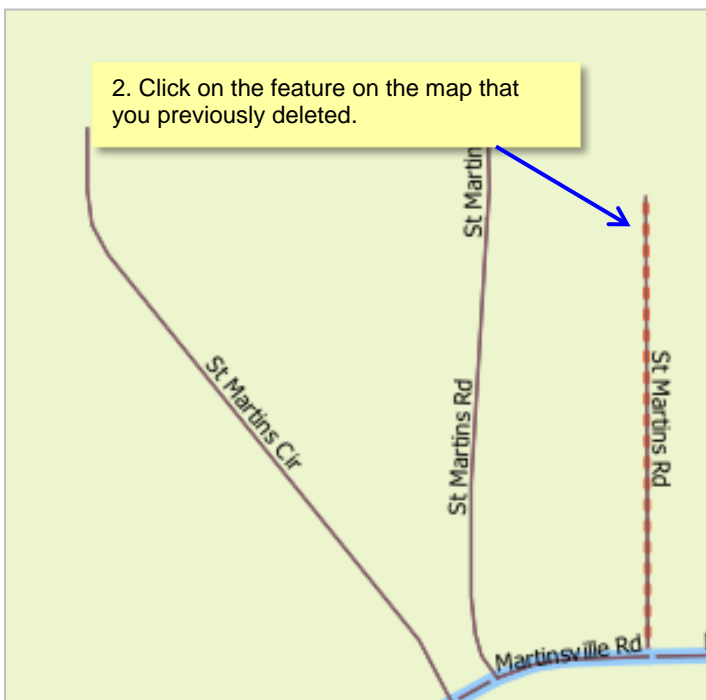 2. Click on the feature on the map that
you previously deleted.
St Martin
St Martins Cir
St Martins Rd
St Martins Rd
Martinsville Rd